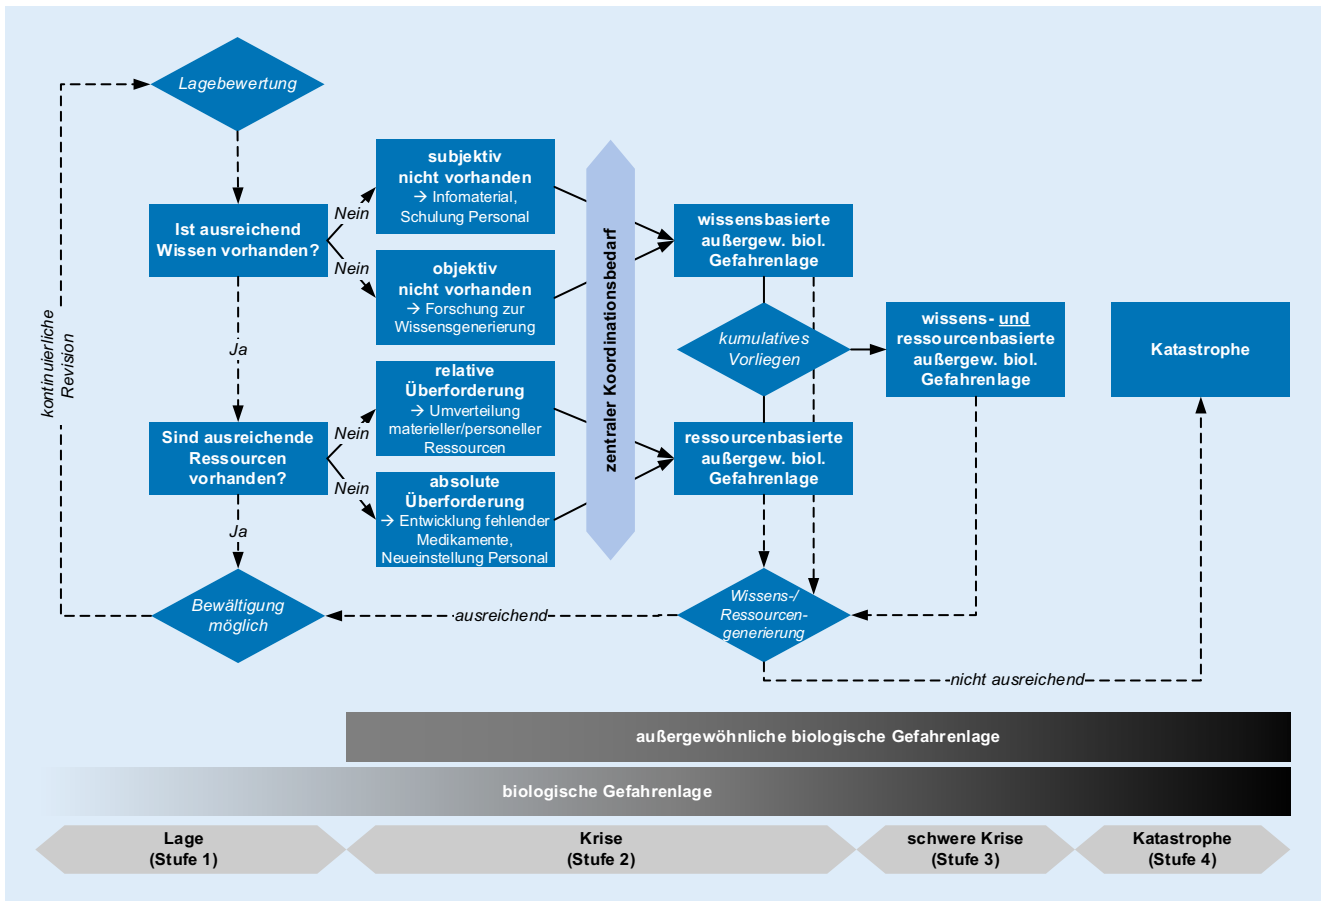 Lagebewertung
kontinuierliche
Revision
Ist ausreichend
Wissen vorhanden?
Nein
Nein
Ja
subjektiv
nicht vorhanden
→ Infomaterial,
Schulung Personal
objektiv
nicht vorhanden
→ Forschung zur
Wissensgenerierung
Sind ausreichende
Ressourcen
vorhanden?
Nein
Nein
Ja
relative
Überforderung
→ Umverteilung
materieller/personeller
Ressourcen
absolute
Überforderung
→ Entwicklung fehlender
Medikamente,
Neueinstellung Personal
zentraler Koordinationsbedarf
wissensbasierte
außergew. biol.
Gefahrenlage
kumulatives
Vorliegen
ressourcenbasierte
außergew. biol.
Gefahrenlage
wissens- und
ressourcenbasierte
außergew. biol.
Gefahrenlage
Katastrophe
Bewältigung
möglich
ausreichend
Wissens-/
Ressourcen-
generierung
nicht ausreichend
außergewöhnliche biologische Gefahrenlage
biologische Gefahrenlage
Lage
(Stufe 1)
Krise
(Stufe 2)
schwere Krise
(Stufe 3)
Katastrophe
(Stufe 4)